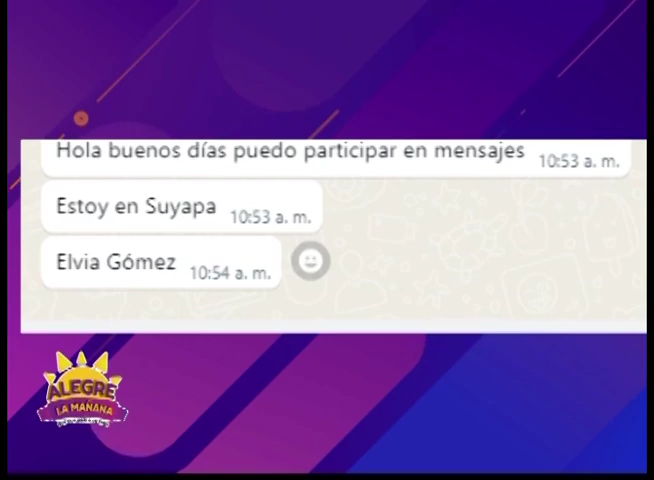 Hola buenos días puedo participar en mensajes 10:53 a. m.
Estoy en Suyapa 10:53 a. m.
Elvia Gómez 10:54 a. m.
ALEGRE
LA MAÑANA